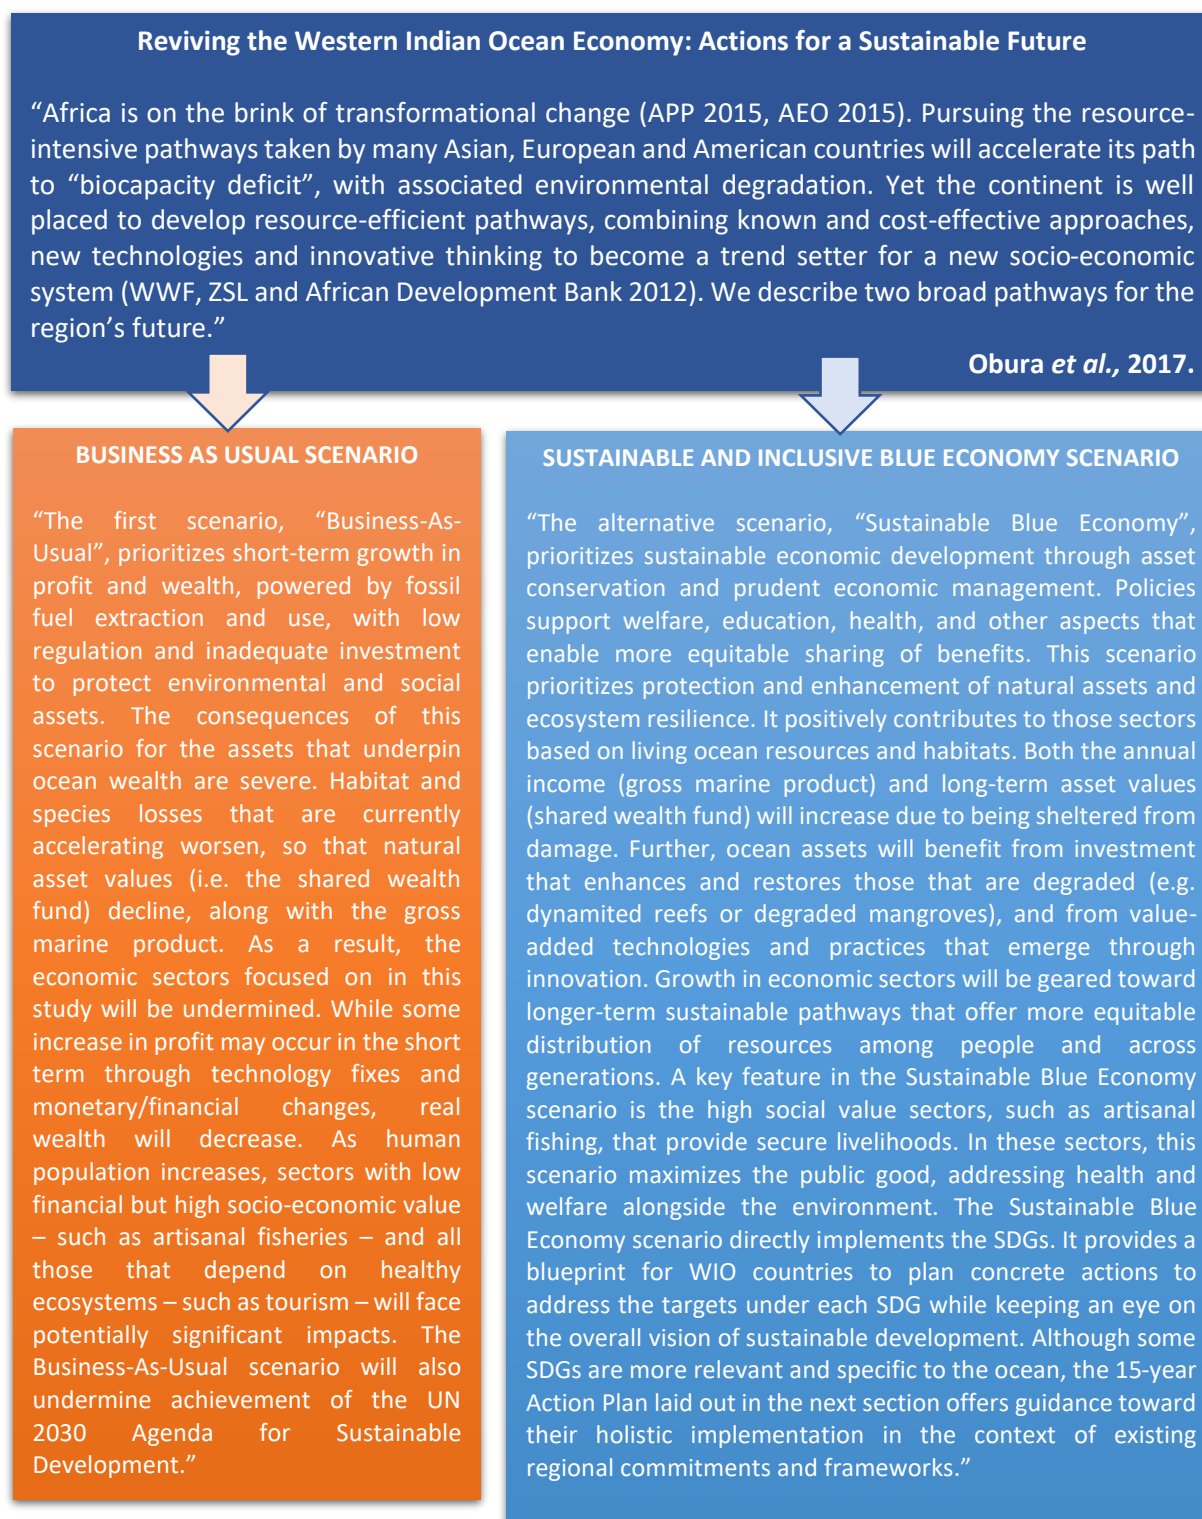 Reviving the Western Indian Ocean Economy: Actions for a Sustainable Future
“Africa is on the brink of transformational change (APP 2015, AEO 2015). Pursuing the resource-
intensive pathways taken by many Asian, European and American countries will accelerate its path
to “biocapacity deficit”, with associated environmental degradation. Yet the continent is well
placed to develop resource-efficient pathways, combining known and cost-effective approaches,
new technologies and innovative thinking to become a trend setter for a new socio-economic
system (WWF, ZSL and African Development Bank 2012). We describe two broad pathways for the
region’s future.”
Obura et al., 2017.
BUSINESS AS USUAL SCENARIO
“The first scenario, “Business-As-
Usual”, prioritizes short-term growth in
profit and wealth, powered by fossil
fuel extraction and use, with low
regulation and inadequate investment
to protect environmental and social
assets. The consequences of this
scenario for the assets that underpin
ocean wealth are severe. Habitat and
species losses that are currently
accelerating worsen, so that natural
asset values (i.e. the shared wealth
fund) decline, along with the gross
marine product. As a result, the
economic sectors focused on in this
study will be undermined. While some
increase in profit may occur in the short
term through technology fixes and
monetary/financial changes, real
wealth will decrease. As human
population increases, sectors with low
financial but high socio-economic value
– such as artisanal fisheries – and all
those that depend on healthy
ecosystems – such as tourism – will face
potentially significant impacts. The
Business-As-Usual scenario will also
undermine achievement of the UN
2030 Agenda for Sustainable
Development.”
SUSTAINABLE AND INCLUSIVE BLUE ECONOMY SCENARIO
“The alternative scenario, “Sustainable Blue Economy”,
prioritizes sustainable economic development through asset
conservation and prudent economic management. Policies
support welfare, education, health, and other aspects that
enable more equitable sharing of benefits. This scenario
prioritizes protection and enhancement of natural assets and
ecosystem resilience. It positively contributes to those sectors
based on living ocean resources and habitats. Both the annual
income (gross marine product) and long-term asset values
(shared wealth fund) will increase due to being sheltered from
damage. Further, ocean assets will benefit from investment
that enhances and restores those that are degraded (e.g.
dynamited reefs or degraded mangroves), and from value-
added technologies and practices that emerge through
innovation. Growth in economic sectors will be geared toward
longer-term sustainable pathways that offer more equitable
distribution of resources among people and across
generations. A key feature in the Sustainable Blue Economy
scenario is the high social value sectors, such as artisanal
fishing, that provide secure livelihoods. In these sectors, this
scenario maximizes the public good, addressing health and
welfare alongside the environment. The Sustainable Blue
Economy scenario directly implements the SDGs. It provides a
blueprint for WIO countries to plan concrete actions to
address the targets under each SDG while keeping an eye on
the overall vision of sustainable development. Although some
SDGs are more relevant and specific to the ocean, the 15-year
Action Plan laid out in the next section offers guidance toward
their holistic implementation in the context of existing
regional commitments and frameworks.”